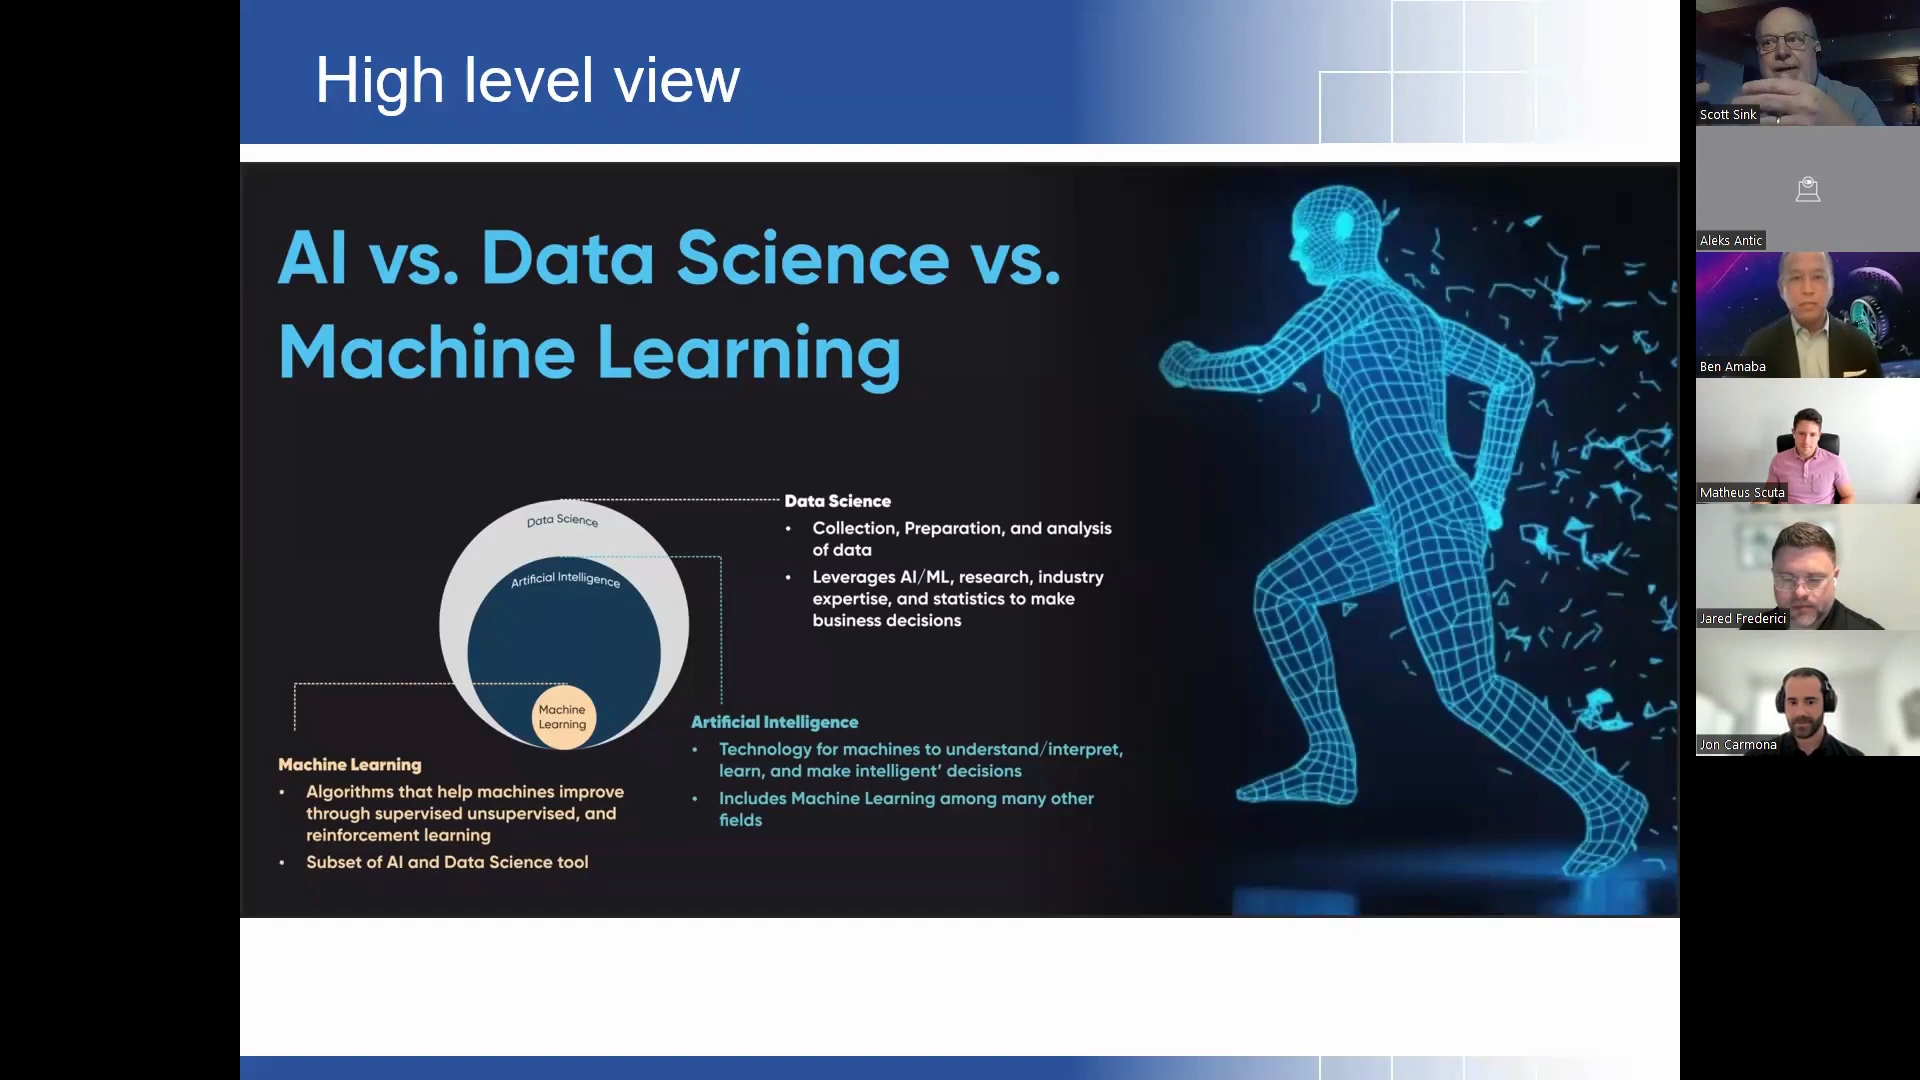 High level view
AI vs. Data Science vs.
Machine Learning
Data Science
Artificial Intelligence
Machine
Learning
Data Science
• Collection, Preparation, and analysis
of data
• Leverages AI/ML, research, industry
expertise, and statistics to make
business decisions
Artificial Intelligence
• Technology for machines to understand/interpret,
learn, and make intelligent’ decisions
• Includes Machine Learning among many other
fields
Machine Learning
• Algorithms that help machines improve
through supervised unsupervised, and
reinforcement learning
• Subset of AI and Data Science tool
Scott Sink
Aleks Antic
Ben Amaba
Matheus Scuta
Jared Frederici
Jon Carmona